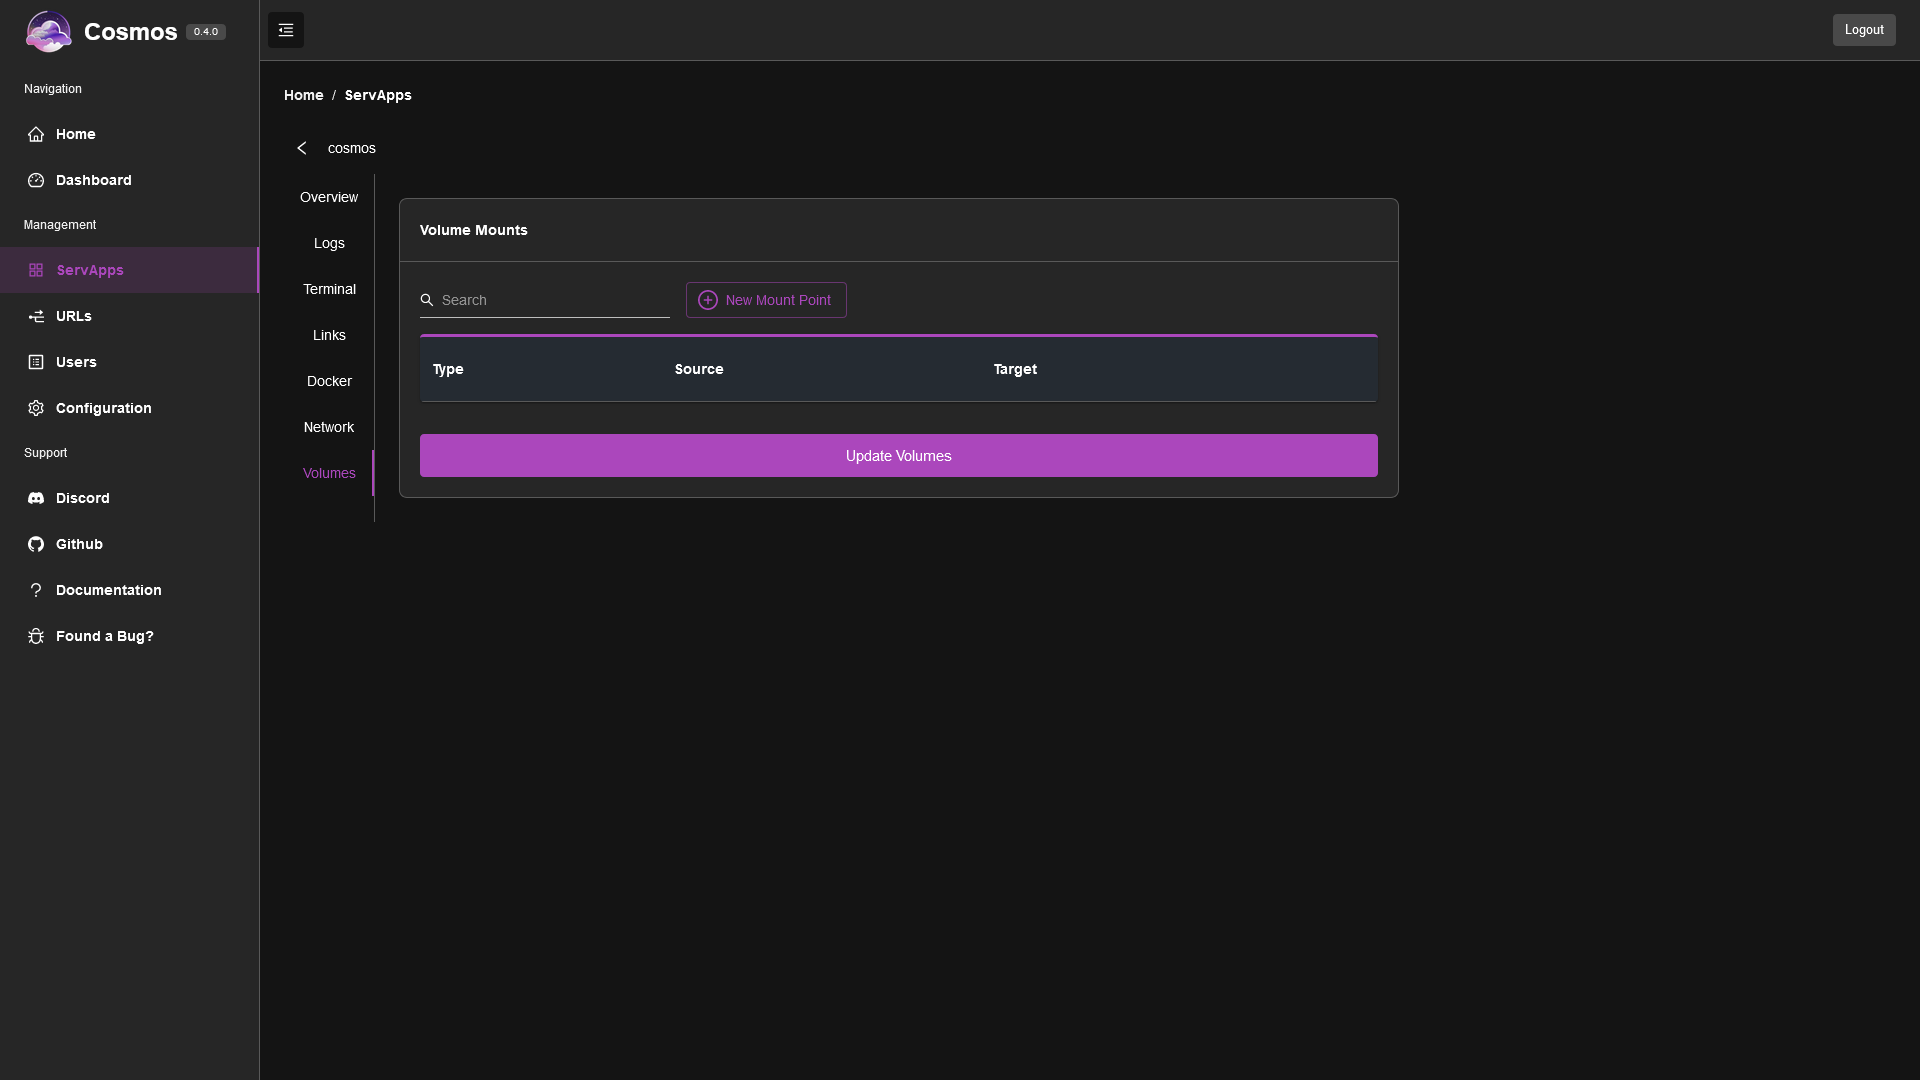 Cosmos 0.4.0
Logout
Navigation
Home
Dashboard
Management
ServApps
URLs
Users
Configuration
Support
Discord
Github
Documentation
Found a Bug?
Home / ServApps
cosmos
Overview
Logs
Terminal
Links
Docker
Network
Volumes
Volume Mounts
Search
New Mount Point
Type Source Target
Update Volumes